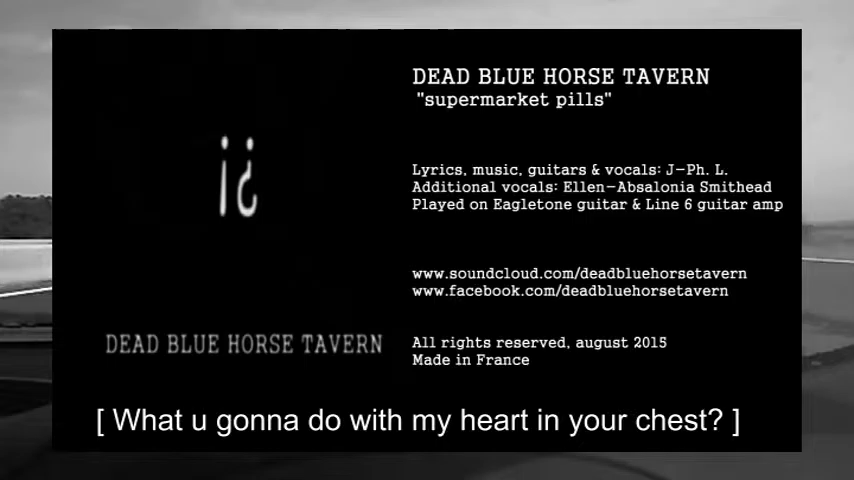 DEAD BLUE HORSE TAVERN
"supermarket pills"
¡¿
Lyrics, music, guitars & vocals: J-Ph. L.
Additional vocals: Ellen-Absalonia Smithead
Played on Eagletone guitar & Line 6 guitar amp
www.soundcloud.com/deadbluehorsetavern
www.facebook.com/deadbluehorsetavern
DEAD BLUE HORSE TAVERN
All rights reserved, august 2015
Made in France
[ What u gonna do with my heart in your chest? ]